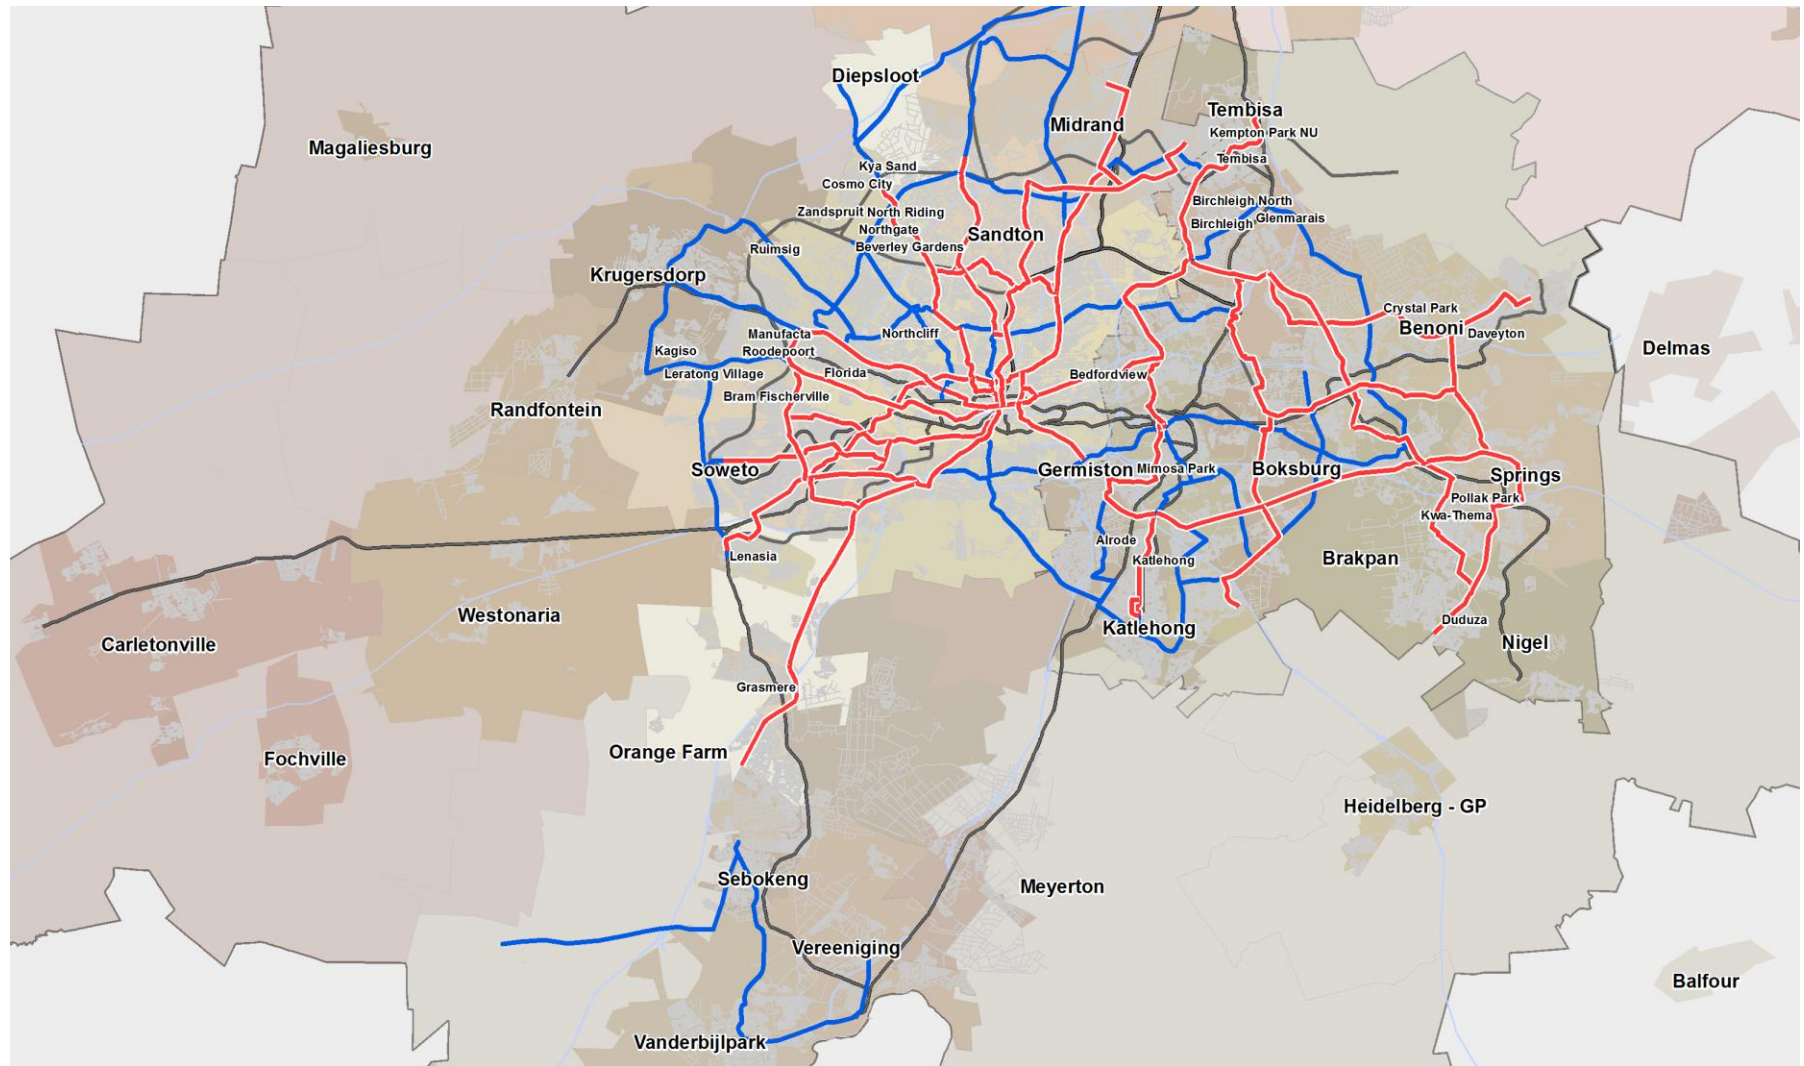 Diepsloot
Tembisa
Midrand
Kempton Park NU
Magaliesburg
Tembisa
Kya Sand
Cosmo City
Birchleigh North
Zandspruit North Riding
Glenmarais
Birchleigh
Northgate
Sandton
Beverley Gardens
Ruimsig
Krugersdorp
Crystal Park
Benoni
Daveyton
Manufacta
Northcliff
Delmas
Kagiso
Roodepoort
Leratong Village
Florida
Bedfordview
Bram Fischerville
Randfontein
Soweto
Germiston
Mimosa Park
Boksburg
Springs
Pollak Park
Kwa-Thema
Alrode
Lenasia
Katlehong
Brakpan
Westonaria
Duduza
Katlehong
Carletonville
Nigel
Grasmere
Orange Farm
Fochville
Heidelberg - GP
Sebokeng
Meyerton
Vereeniging
Balfour
Vanderbijlpark